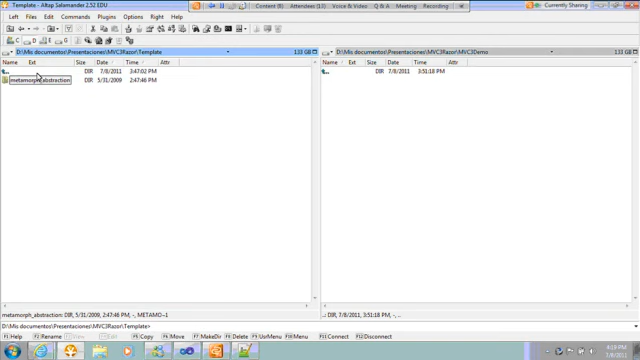 Template - Altap Salamander 2.52 EDU
Content (6) Attendees (13) Voice & Video Q & A Meeting Recording
Currently Sharing
Left Files Edit Commands Plugins Options Right Help
C D E G
D:\Mis documentos\Presentaciones\MVC3Razor\Template 133 GB
D:\Mis documentos\Presentaciones\MVC3Razor\MVC3Demo 133 GB
Name Ext Size Date Time Attr
Name Ext Size Date Time Attr
.. DIR 7/8/2011 3:47:02 PM
.. DIR 7/8/2011 3:51:18 PM
metamorph_abstraction DIR 5/31/2009 2:47:46 PM
metamorph_abstraction: DIR, 5/31/2009, 2:47:46 PM, METAMO~1
..: DIR, 7/8/2011, 3:51:18 PM, -, ..
D:\Mis documentos\Presentaciones\MVC3Razor\Template>
F1 Help F2 Rename F5 Copy F6 Move F7 MakeDir F8 Delete F9 UserMenu F10 Menu F11 Connect F12 Disconnect
4:19 PM
7/8/2011